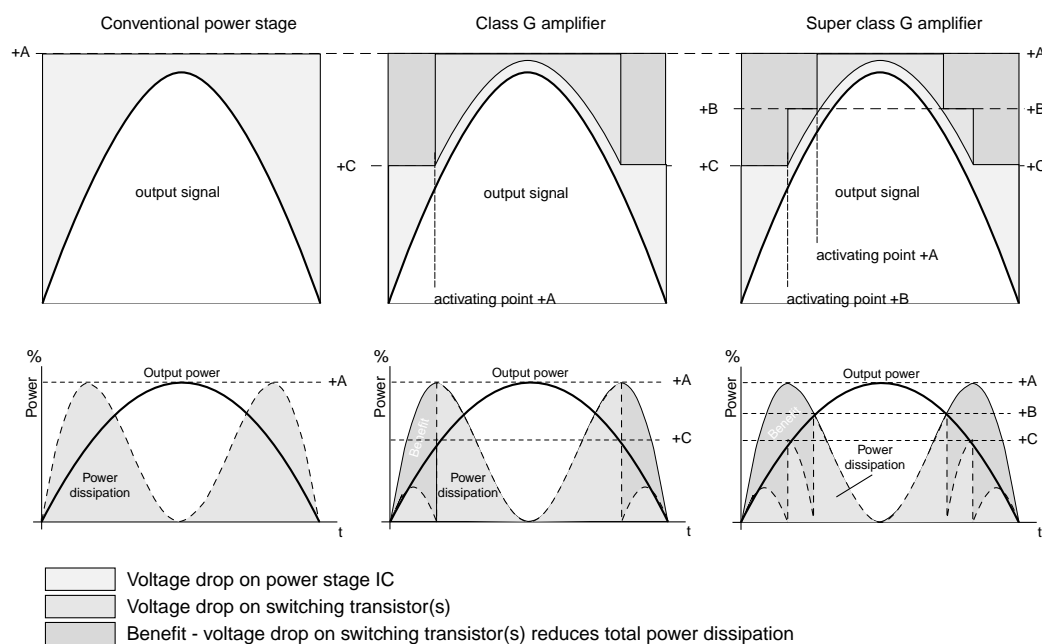 Conventional power stage
Class G amplifier
Super class G amplifier
+A
+A
+B
+B
+C
+C
+C
output signal
output signal
output signal
activating point +A
activating point +A
activating point +B
%
Power
Output power
+A
Power
dissipation
t
%
Power
Output power
+A
+C
Benefit
Power
dissipation
t
%
Power
Output power
+A
+B
+C
Benefit
Power
dissipation
t
Voltage drop on power stage IC
Voltage drop on switching transistor(s)
Benefit - voltage drop on switching transistor(s) reduces total power dissipation